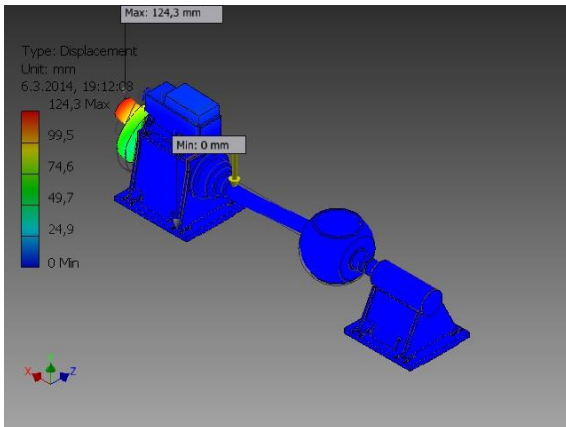 Max: 124,3 mm
Type: Displacement
Unit: mm
6.3.2014, 19:12:08
124,3 Max
99,5
Min: 0 mm
74,6
49,7
24,9
0 Min
X
Z